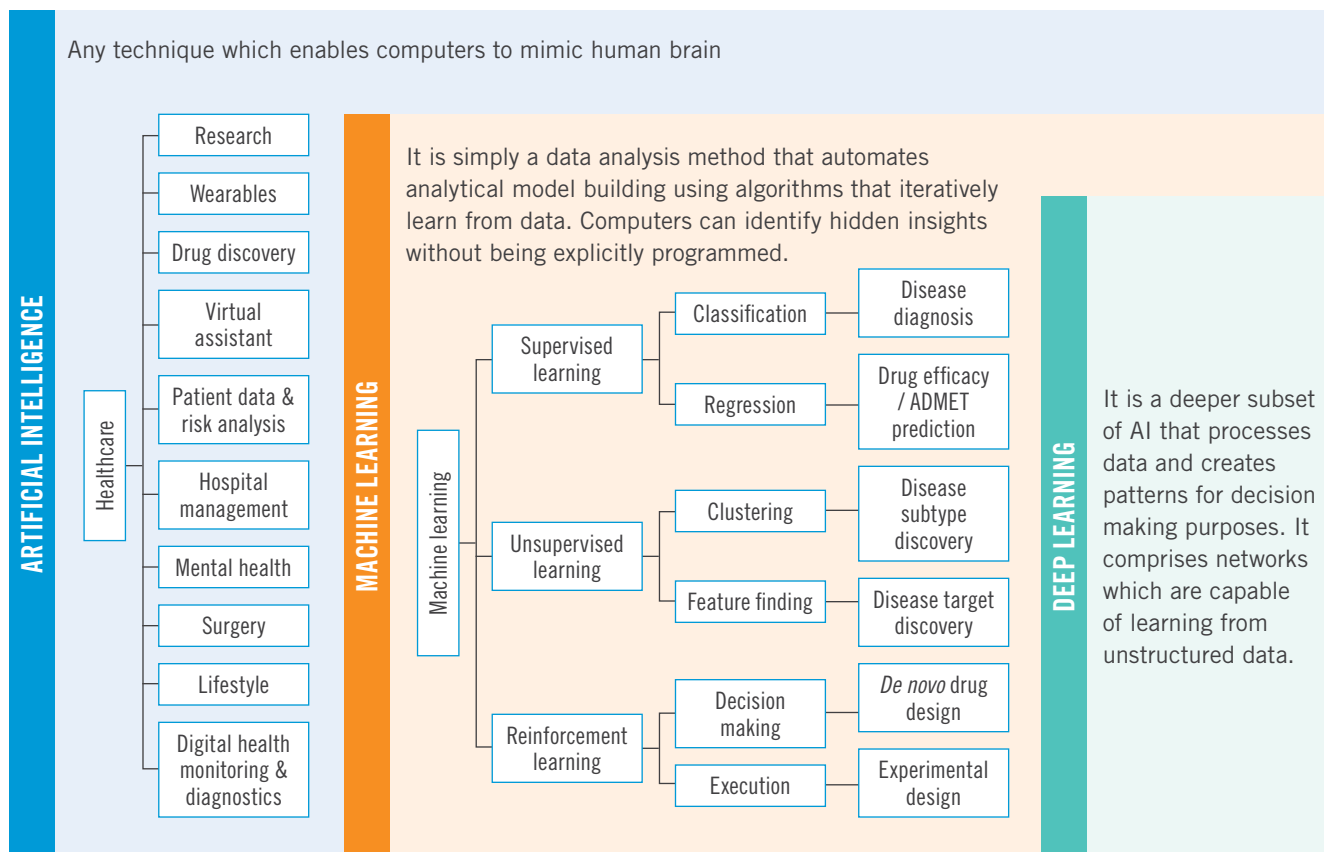 ARTIFICIAL INTELLIGENCE
Any technique which enables computers to mimic human brain
Healthcare
Research
Wearables
Drug discovery
Virtual
assistant
Patient data &
risk analysis
Hospital
management
Mental health
Surgery
Lifestyle
Digital health
monitoring &
diagnostics
MACHINE LEARNING
It is simply a data analysis method that automates
analytical model building using algorithms that iteratively
learn from data. Computers can identify hidden insights
without being explicitly programmed.
Machine learning
Supervised
learning
Classification
Disease
diagnosis
Regression
Drug efficacy
/ ADMET
prediction
Unsupervised
learning
Clustering
Disease
subtype
discovery
Feature finding
Disease target
discovery
Reinforcement
learning
Decision
making
De novo drug
design
Execution
Experimental
design
DEEP LEARNING
It is a deeper subset
of AI that processes
data and creates
patterns for decision
making purposes. It
comprises networks
which are capable
of learning from
unstructured data.